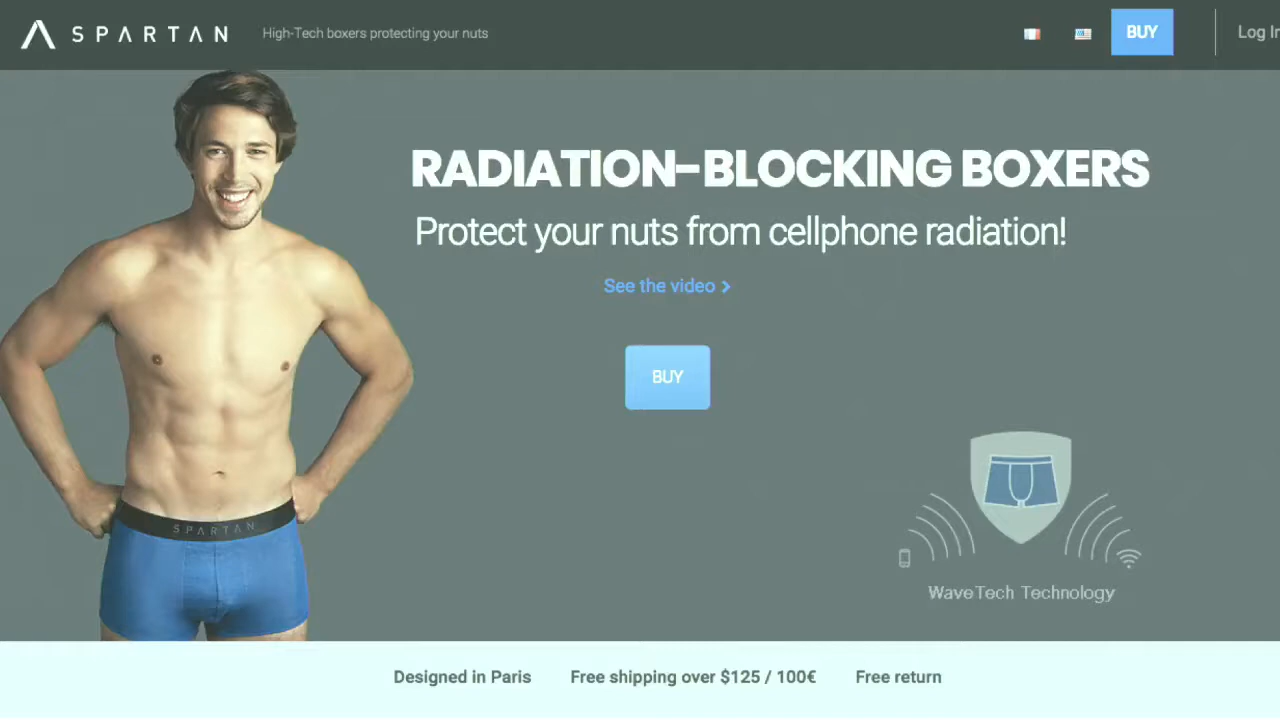 SPARTAN
High-Tech boxers protecting your nuts
BUY
Log In
RADIATION-BLOCKING BOXERS
Protect your nuts from cellphone radiation!
See the video
BUY
SPARTAN
WaveTech Technology
Designed in Paris
Free shipping over $125 / 100€
Free return